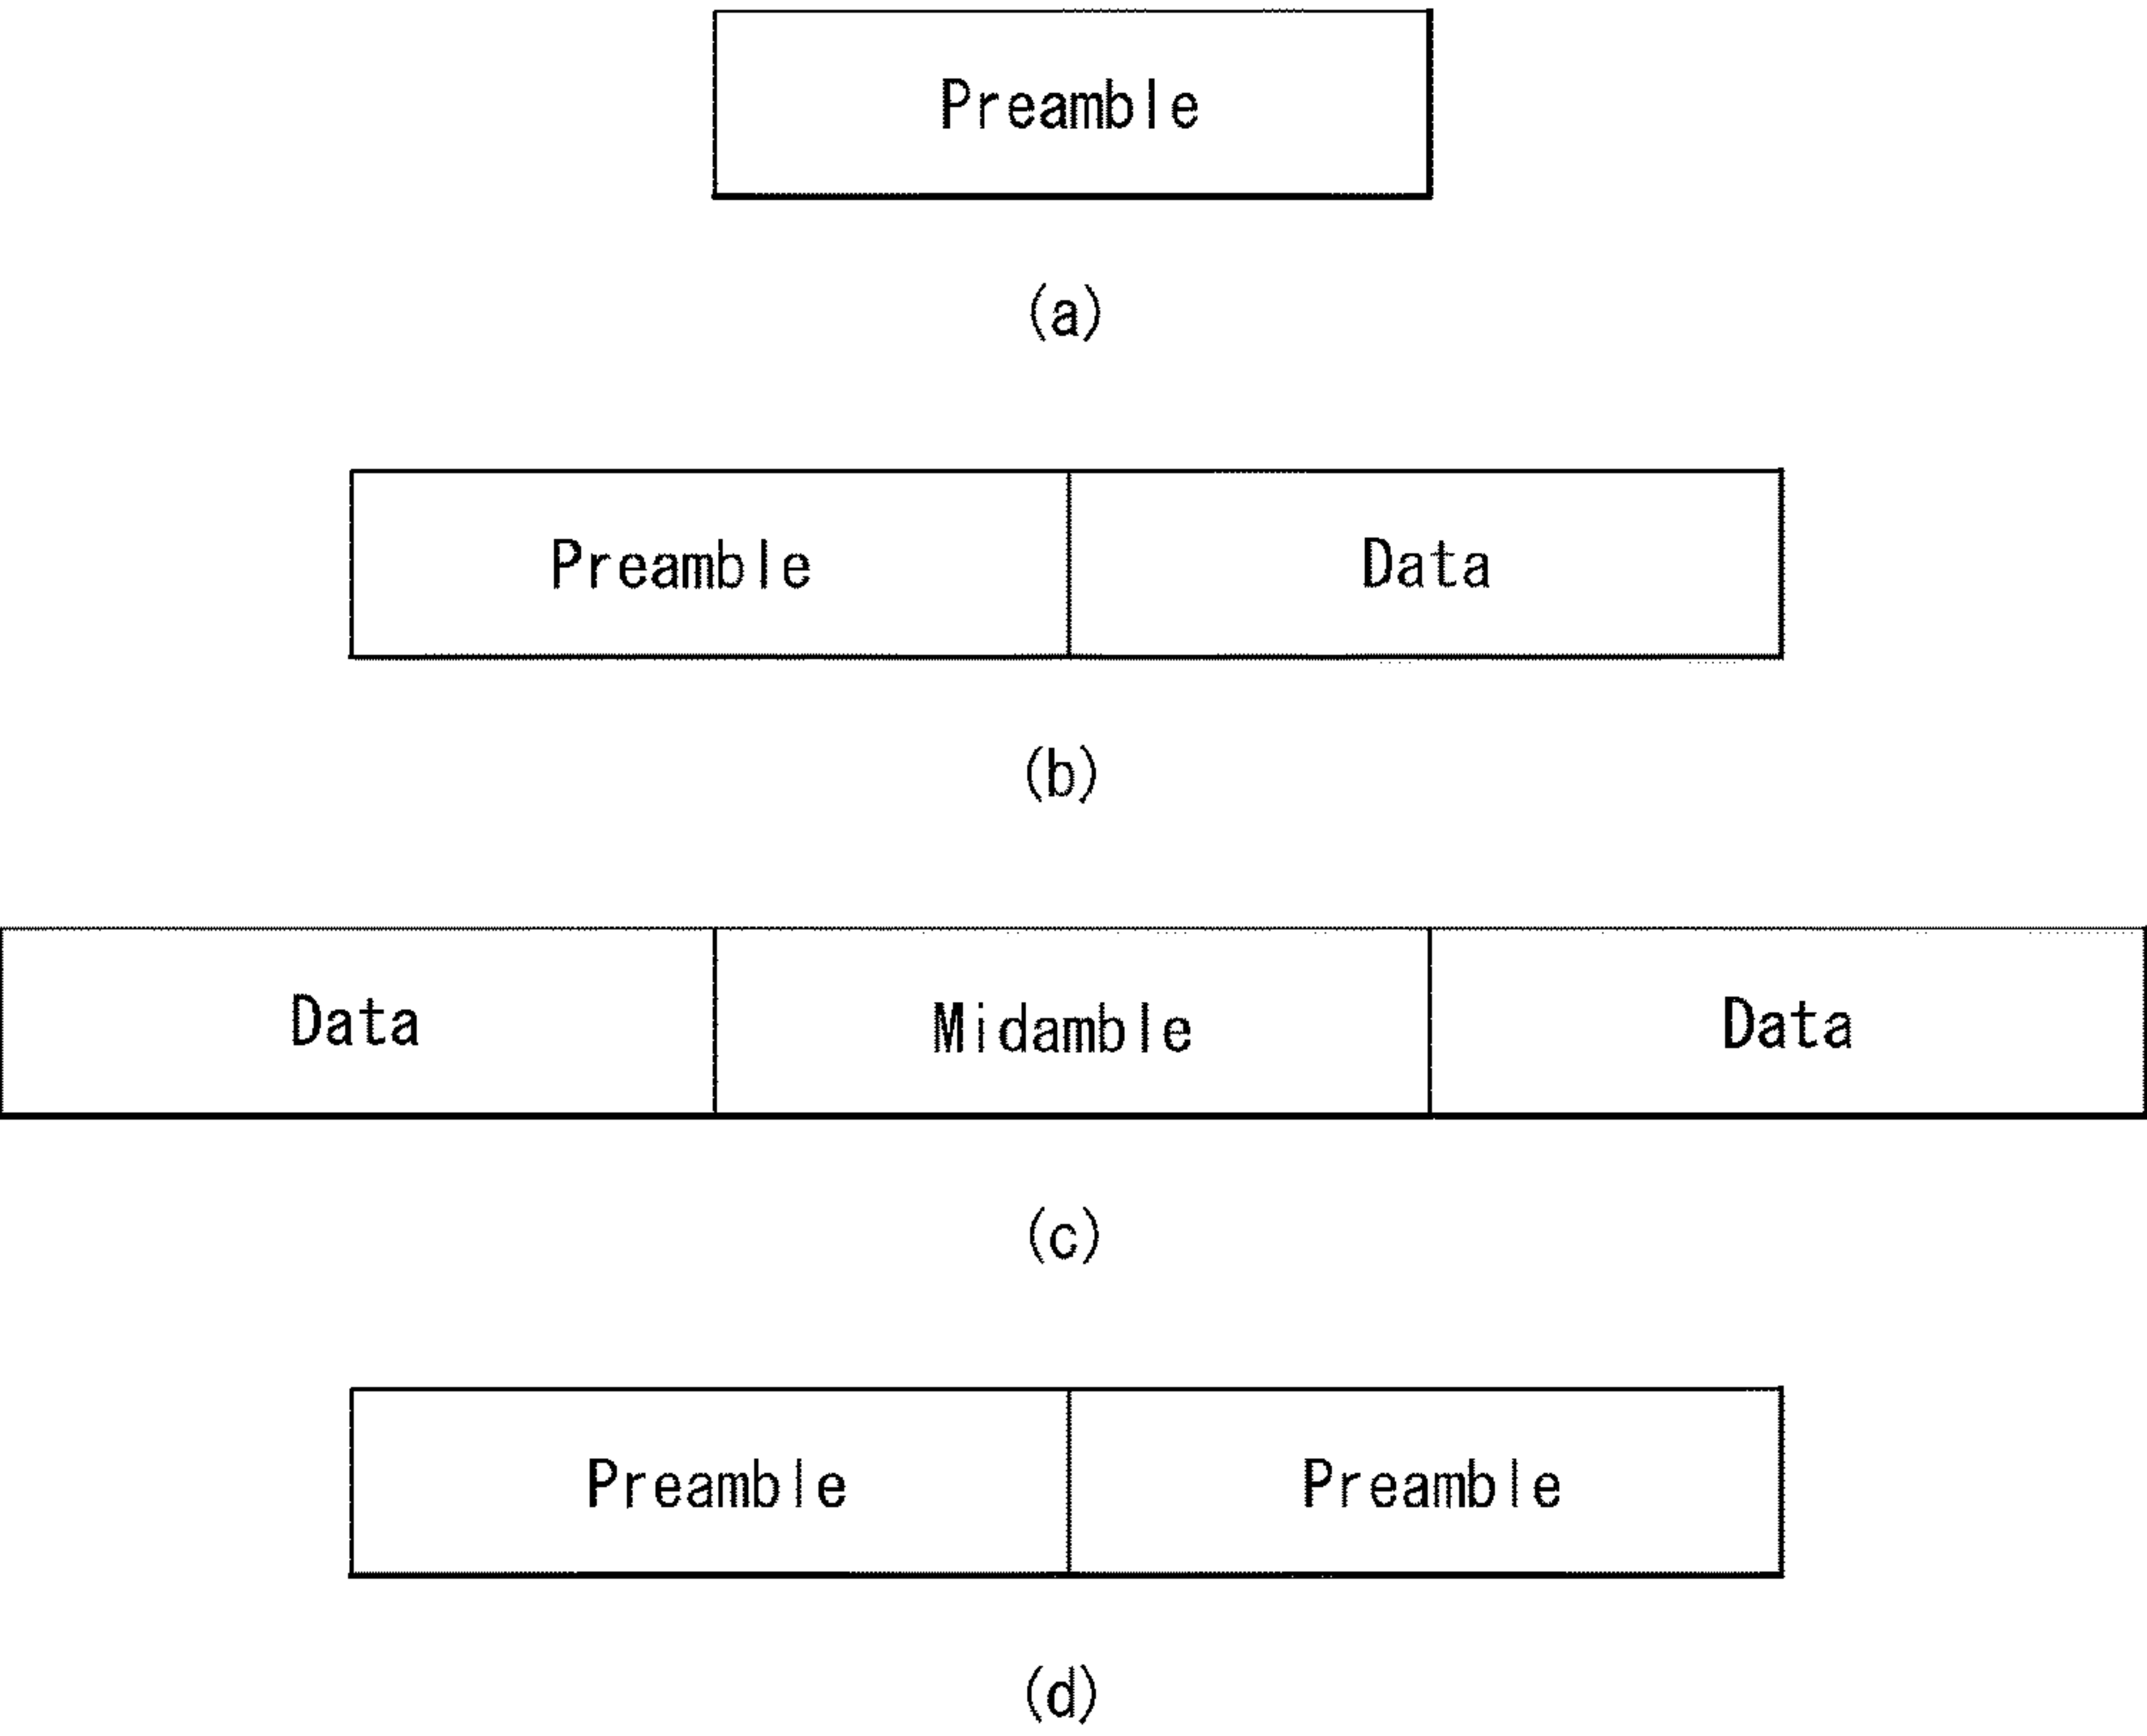 Preamble
(a)
Preamble Data
(b)
Data Midamble Data
(c)
Preamble Preamble
(d)